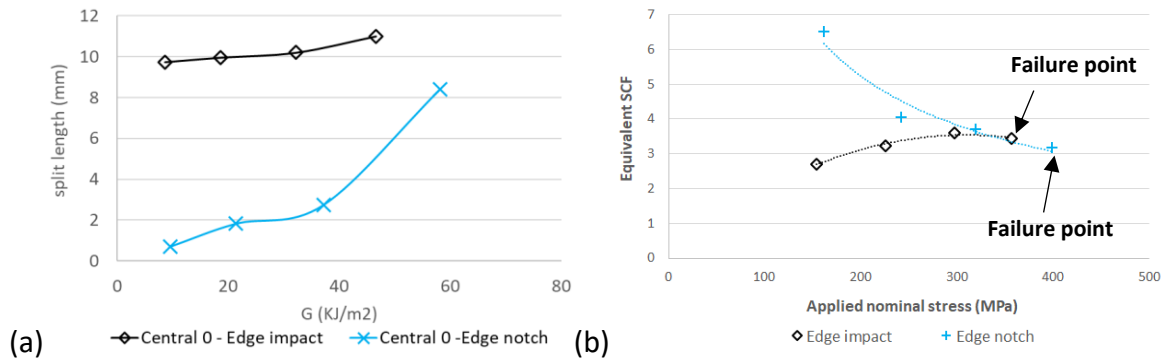 12
10
8
6
4
2
0
split length (mm)
0 20 40 60 80
G (KJ/m2)
Central 0 - Edge impact Central 0 -Edge notch
(a)
7
6
5
4
3
2
1
0
Equivalent SCF
Failure point
Failure point
0 100 200 300 400 500
Applied nominal stress (MPa)
Edge impact Edge notch
(b)